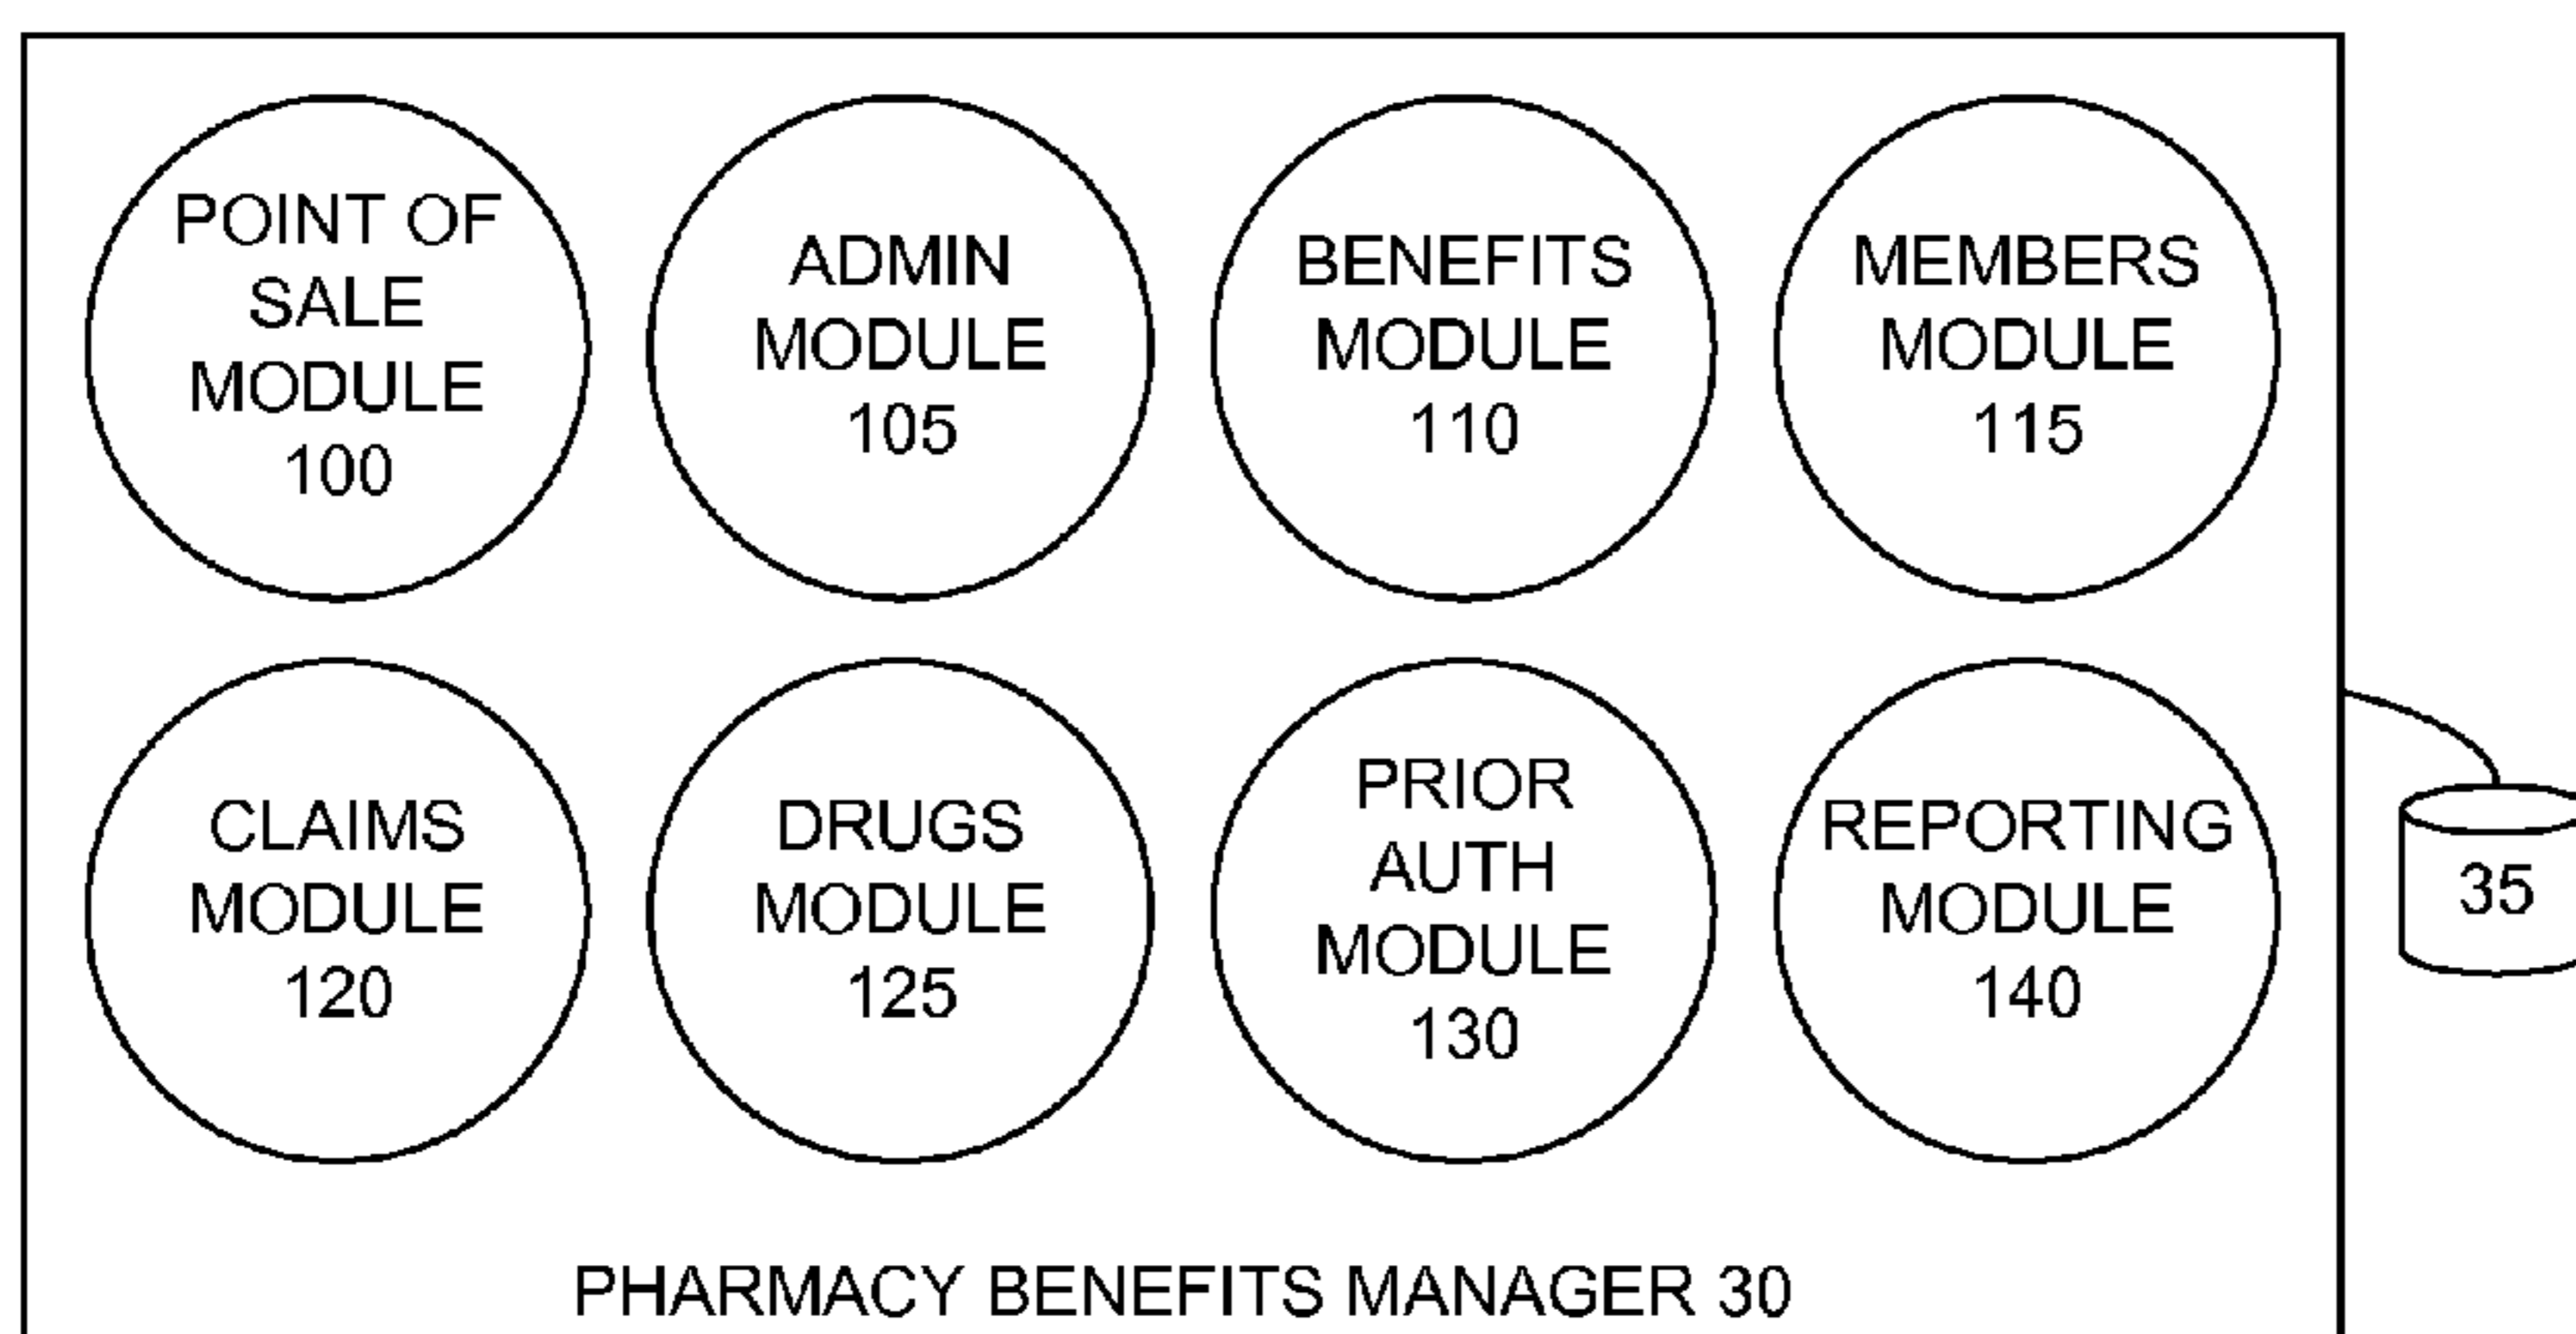 POINT OF
SALE
MODULE
100
ADMIN
MODULE
105
BENEFITS
MODULE
110
MEMBERS
MODULE
115
CLAIMS
MODULE
120
DRUGS
MODULE
125
PRIOR
AUTH
MODULE
130
REPORTING
MODULE
140
35
PHARMACY BENEFITS MANAGER 30